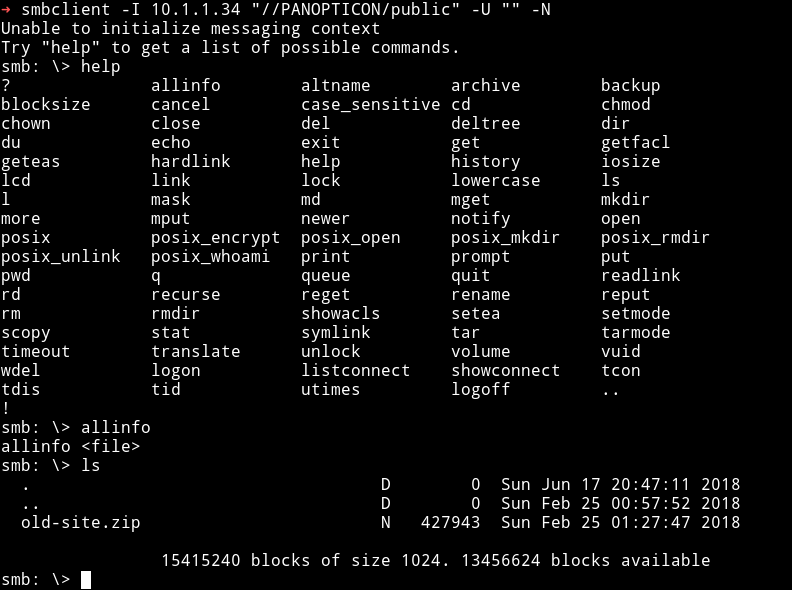 ➜ smbclient -I 10.1.1.34 "//PANOPTICON/public" -U "" -N
Unable to initialize messaging context
Try "help" to get a list of possible commands.
smb: \> help
?              allinfo        altname        archive        backup
blocksize      cancel         case_sensitive cd             chmod
chown          close          del            deltree        dir
du             echo           exit           get            getfacl
geteas         hardlink       help           history        iosize
lcd            link           lock           lowercase      ls
l              mask           md             mget           mkdir
more           mput           newer          notify         open
posix          posix_encrypt  posix_open     posix_mkdir    posix_rmdir
posix_unlink   posix_whoami   print          prompt         put
pwd            q              queue          quit           readlink
rd             recurse        reget          rename         reput
rm             rmdir          showacls       setea          setmode
scopy          stat           symlink        tar            tarmode
timeout        translate      unlock         volume         vuid
wdel           logon          listconnect    showconnect    tcon
tdis           tid            utimes         logoff         ..
!
smb: \> allinfo
allinfo <file>
smb: \> ls
  .                                   D        0  Sun Jun 17 20:47:11 2018
  ..                                  D        0  Sun Feb 25 00:57:52 2018
  old-site.zip                        N   427943  Sun Feb 25 01:27:47 2018
                15415240 blocks of size 1024. 13456624 blocks available
smb: \>